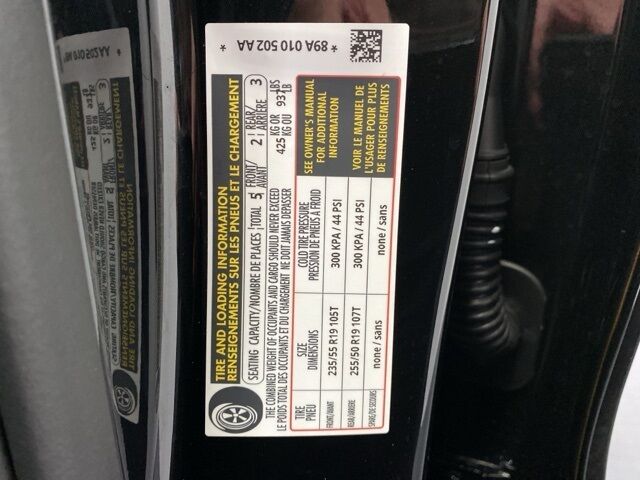 TIRE AND LOADING INFORMATION
RENSEIGNEMENTS SUR LES PNEUS ET LE CHARGEMENT
SEATING CAPACITY/NOMBRE DE PLACES TOTAL 5 FRONT/AVANT 2 REAR/ARRIÈRE 3
THE COMBINED WEIGHT OF OCCUPANTS AND CARGO SHOULD NEVER EXCEED 425 KG OR 937 LBS
LE POIDS TOTAL DES OCCUPANTS ET DU CHARGEMENT NE DOIT JAMAIS DEPASSER 425 KG OU 937 LB
TIRE
PNEU
SIZE
DIMENSIONS
COLD TIRE PRESSURE
PRESSION DE PNEUS À FROID
FRONT/AVANT 235/55 R19 105T 300 KPA / 44 PSI
REAR/ARRIERE 255/50 R19 107T 300 KPA / 44 PSI
SPARE/DE SECOURS none / sans none / sans
SEE OWNER'S MANUAL
FOR ADDITIONAL
INFORMATION
VOIR LE MANUEL DE
L'USAGER POUR PLUS
DE RENSEIGNEMENTS
* 89A 010 502 AA *